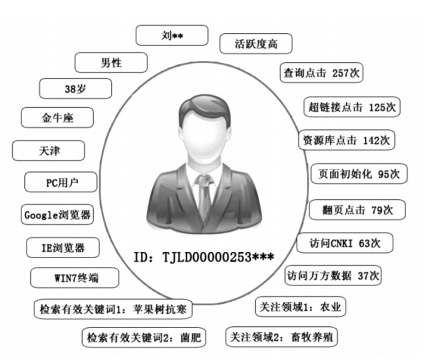 刘**
活跃度高
男性
查询点击 257次
38岁
超链接点击 125次
金牛座
资源库点击 142次
天津
页面初始化 95次
PC用户
翻页点击 79次
Google浏览器
访问CNKI 63次
IE浏览器
ID: TJLD00000253***
访问万方数据 37次
WIN7终端
检索有效关键词1: 苹果树抗寒
关注领域1: 农业
检索有效关键词2: 菌肥
关注领域2: 畜牧养殖